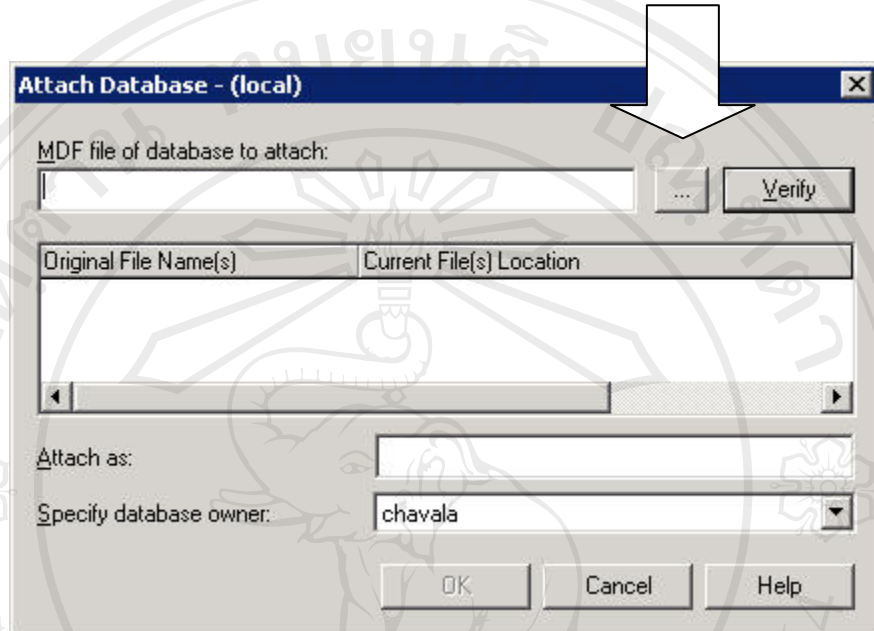 Attach Database - (local)
MDF file of database to attach:
... Verify
Original File Name(s) Current File(s) Location
Attach as:
Specify database owner: chavala
OK Cancel Help